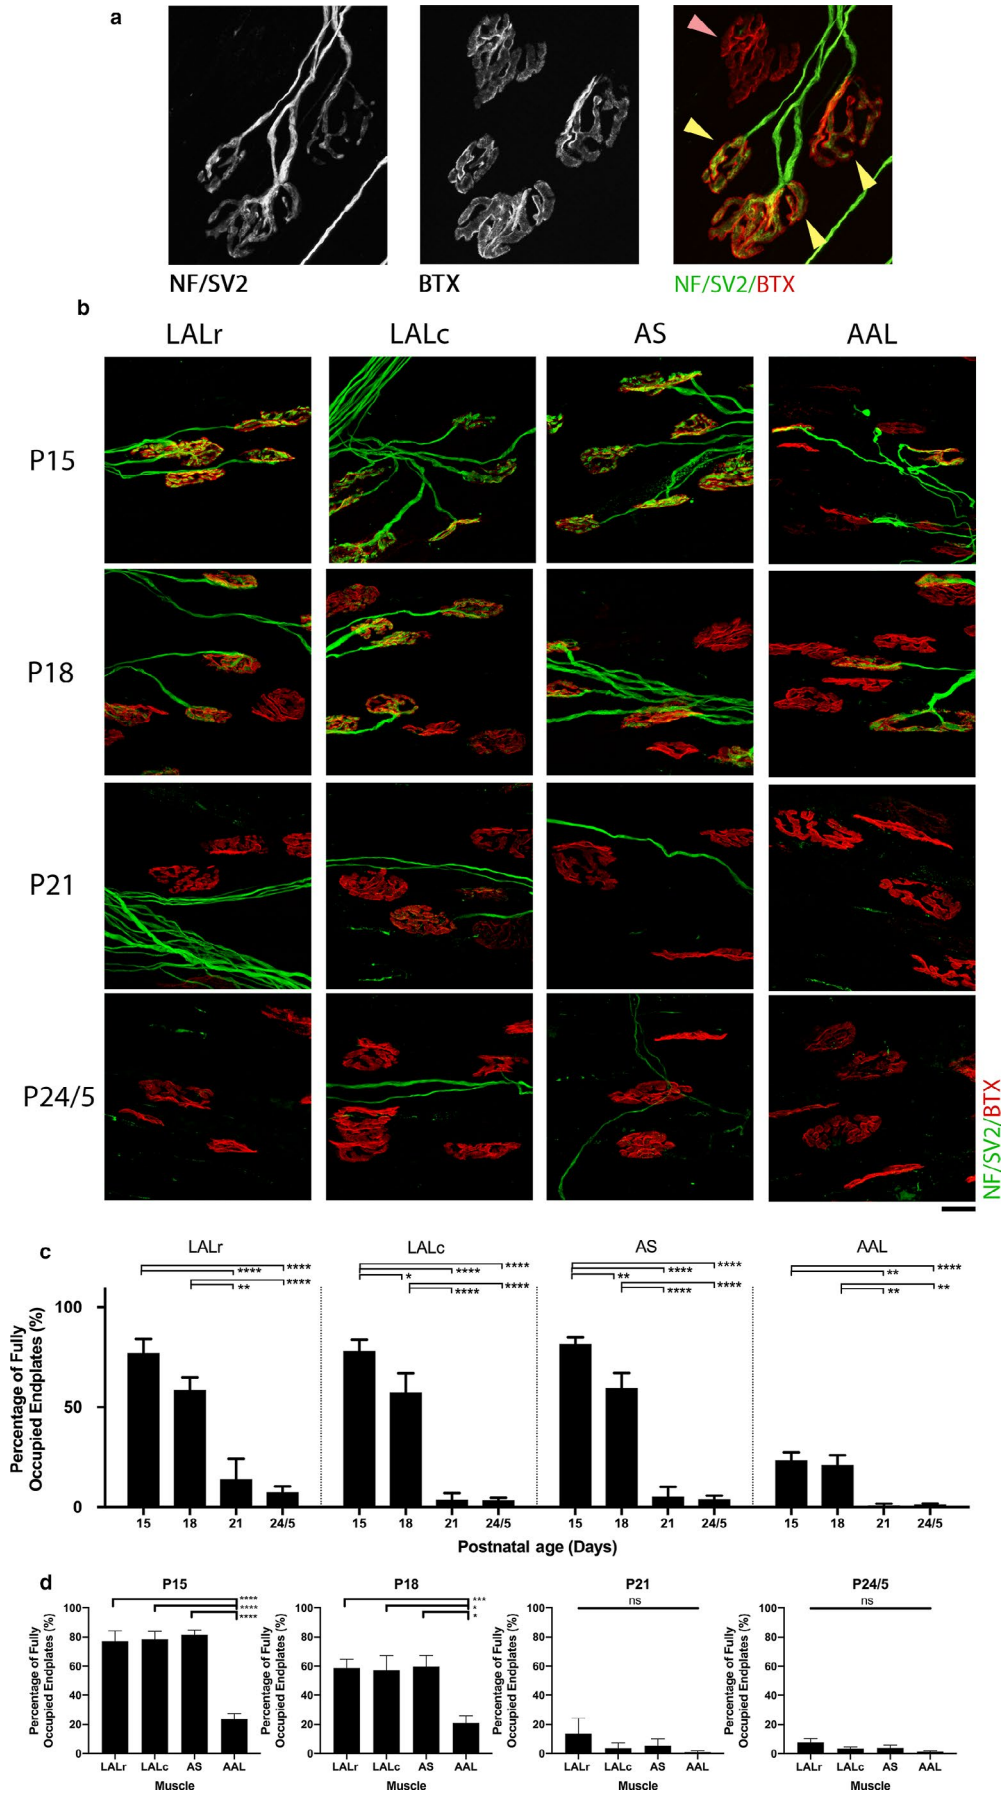 a
NF/SV2
BTX
NF/SV2/BTX
b
LALr LALc AS AAL
P15
P18
P21
P24/5
NF/SV2/BTX
c
LALr LALc AS AAL
**** **** **** ****
**** **** **** **
* **
**** **** **** **
** **** **** **
Percentage of Fully
Occupied Endplates (%)
100
50
0
15 18 21 24/5 15 18 21 24/5 15 18 21 24/5 15 18 21 24/5
Postnatal age (Days)
d
P15
****
****
****
Percentage of Fully
Occupied Endplates (%)
100
80
60
40
20
0
LALr LALc AS AAL
Muscle
P18
***
*
*
Percentage of Fully
Occupied Endplates (%)
100
80
60
40
20
0
LALr LALc AS AAL
Muscle
P21
ns
Percentage of Fully
Occupied Endplates (%)
100
80
60
40
20
0
LALr LALc AS AAL
Muscle
P24/5
ns
Percentage of Fully
Occupied Endplates (%)
100
80
60
40
20
0
LALr LALc AS AAL
Muscle